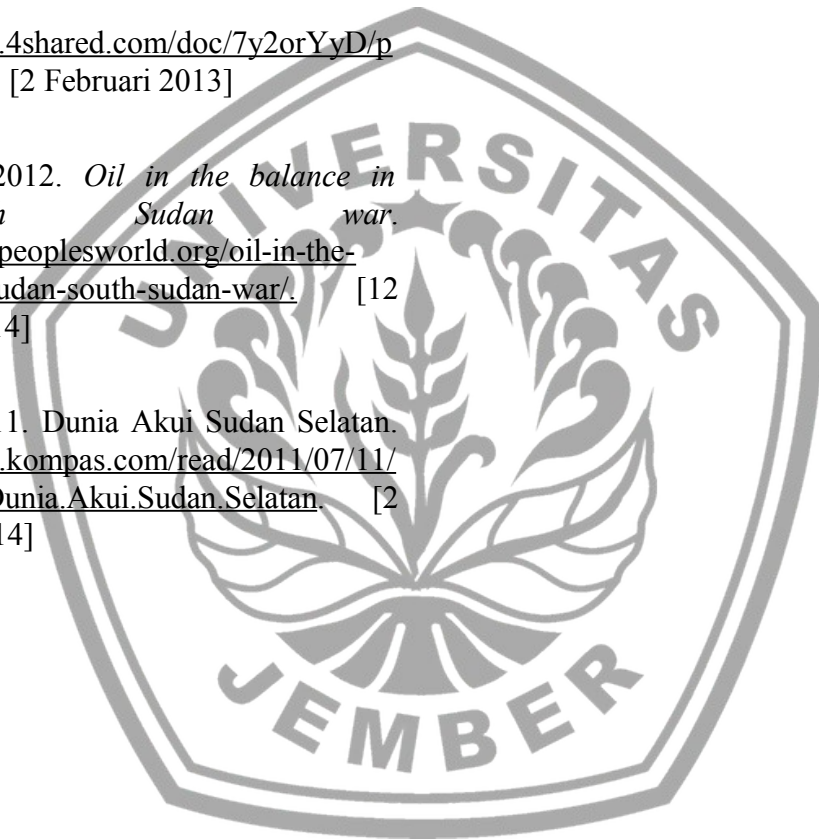 .4shared.com/doc/7y2orYyD/p
[2 Februari 2013]
2012. Oil in the balance in
n Sudan war.
peoplesworld.org/oil-in-the-
udan-south-sudan-war/. [12
14]
11. Dunia Akui Sudan Selatan.
.kompas.com/read/2011/07/11/
Dunia.Akui.Sudan.Selatan. [2
14]
UNIVERSITAS
JEMBER